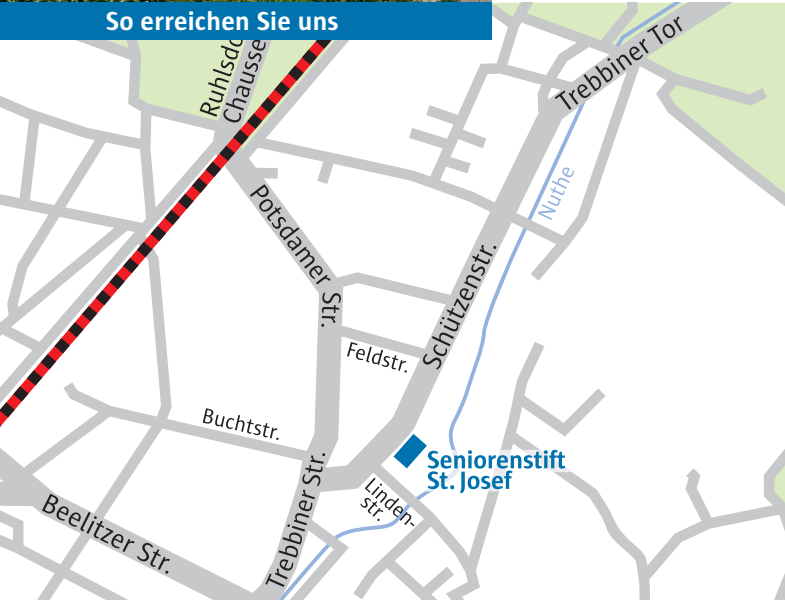 So erreichen Sie uns
Chaussee
Trebbiner Tor
Nuthe
Potsdamer Str.
Schützenstr.
Feldstr.
Buchtstr.
Seniorenstift
St. Josef
Linden-
str.
Trebbiner Str.
Beelitzer Str.